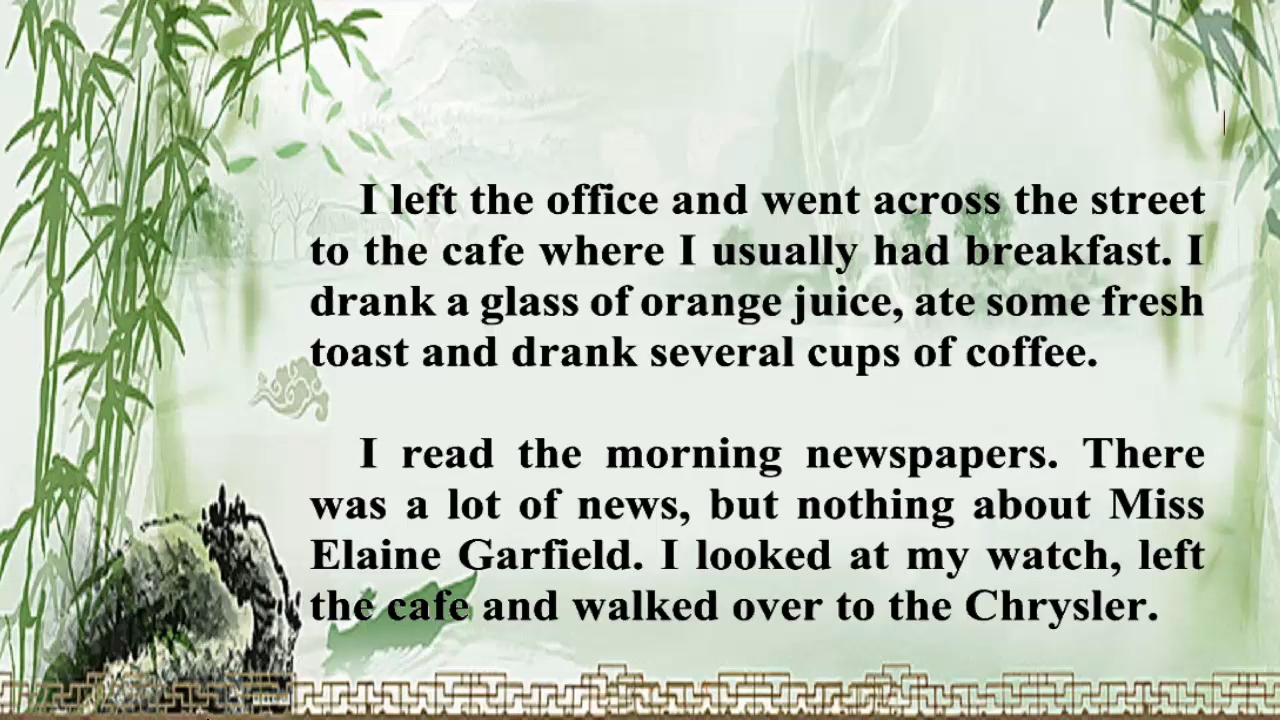 I left the office and went across the street
to the cafe where I usually had breakfast. I
drank a glass of orange juice, ate some fresh
toast and drank several cups of coffee.
I read the morning newspapers. There
was a lot of news, but nothing about Miss
Elaine Garfield. I looked at my watch, left
the cafe and walked over to the Chrysler.